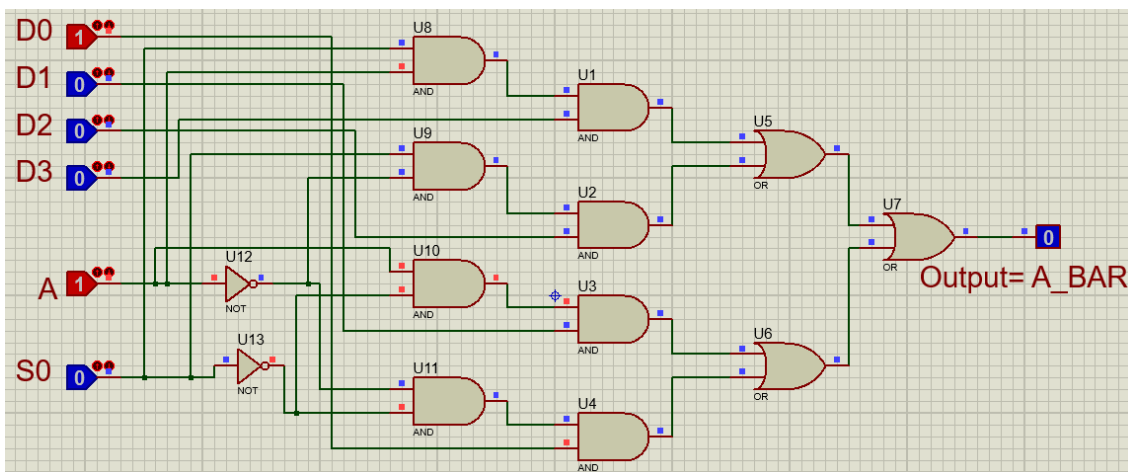 D0 1
D1 0
D2 0
D3 0
A 1
S0 0
U8
AND
U1
AND
U9
AND
U5
OR
U2
AND
U7
OR
0
Output= A_BAR
U12
NOT
U10
AND
U3
AND
U13
NOT
U6
OR
U11
AND
U4
AND